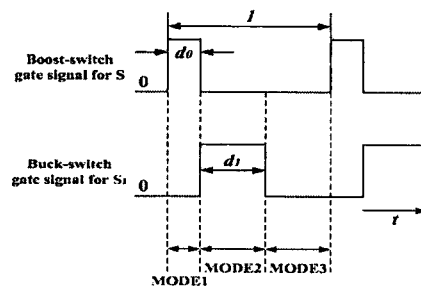 1
Boost-switch
gate signal for S
d0
0
Buck-switch
gate signal for S1
d1
0
t
MODE1
MODE2
MODE3